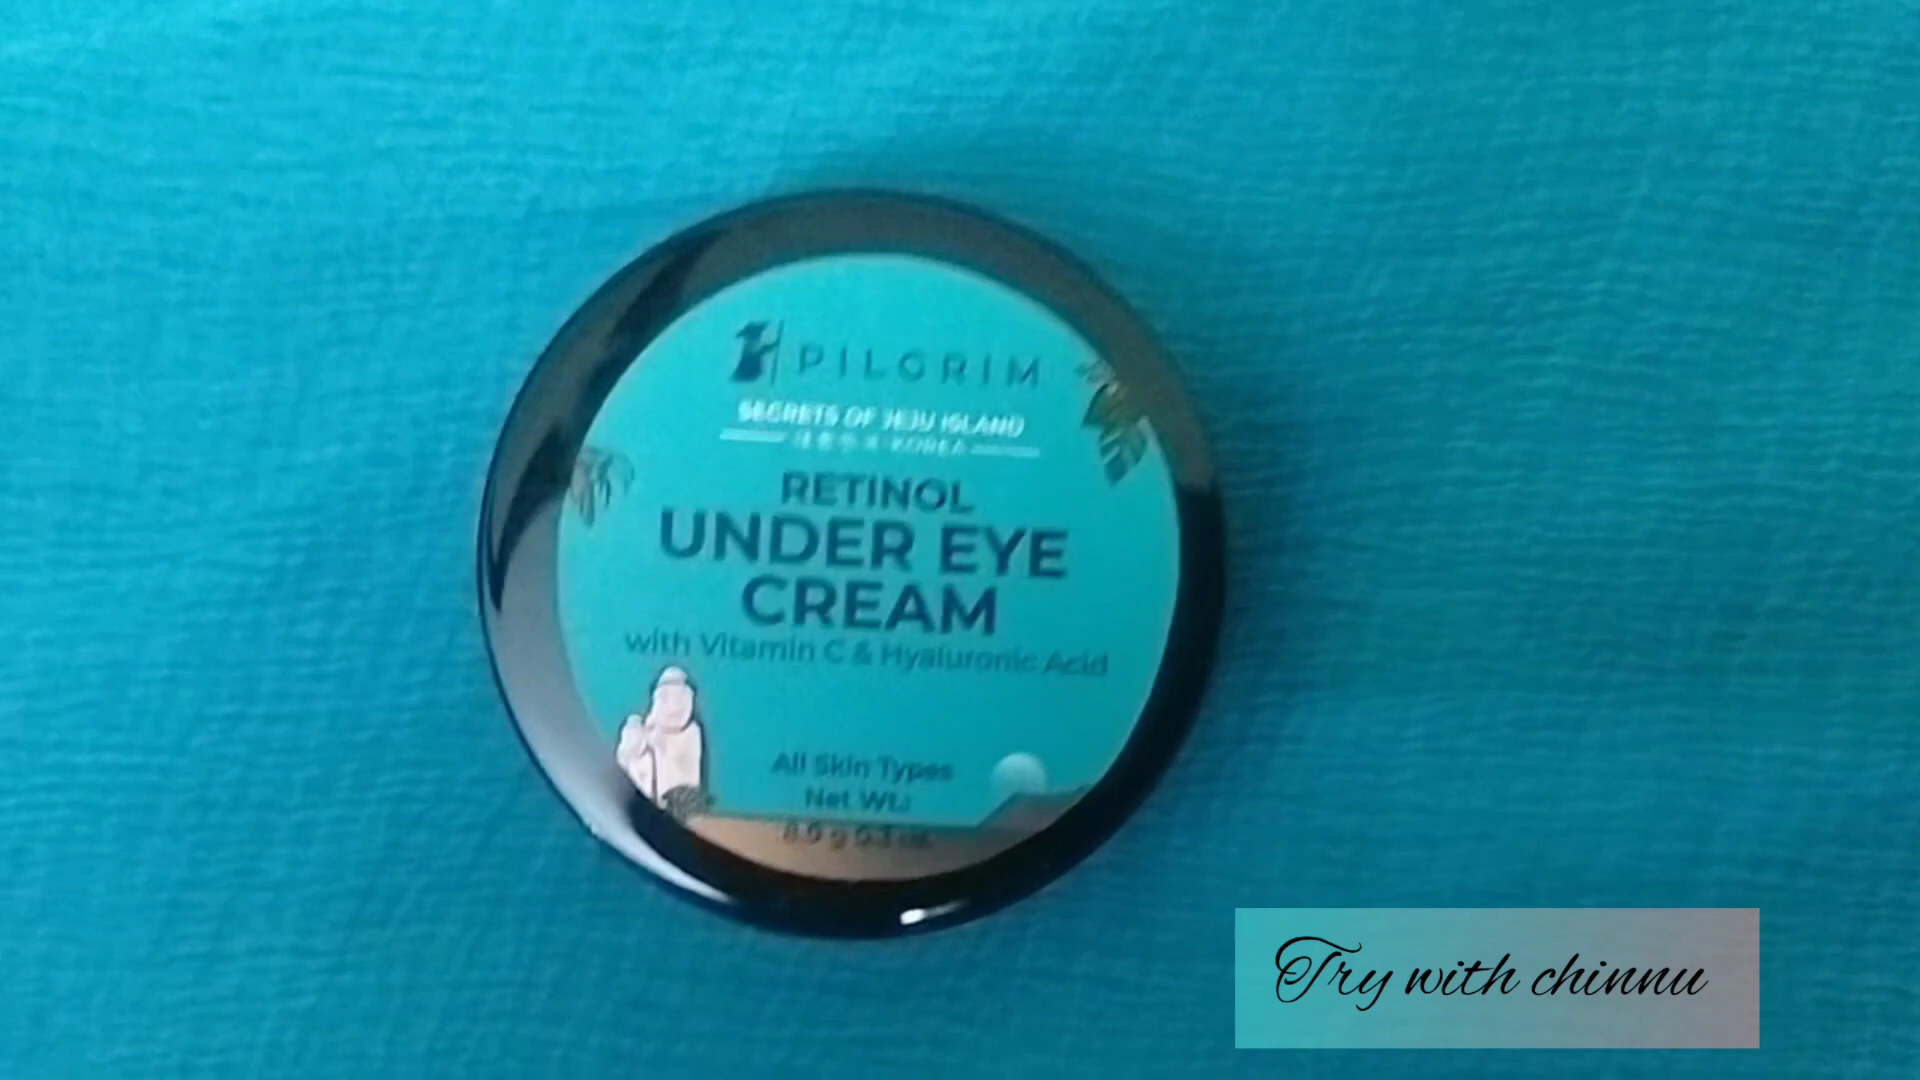 PILGRIM
SECRETS OF JEJU ISLAND
KOREA
RETINOL
UNDER EYE
CREAM
with Vitamin C & Hyaluronic Acid
All Skin Types
Net Wt.:
Try with chinnu